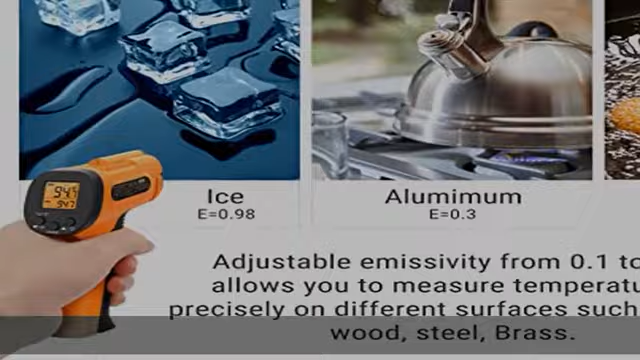 Ice
E=0.98
Alumimum
E=0.3
Adjustable emissivity from 0.1 to
allows you to measure
precisely on different surfaces such
wood, steel, Brass.